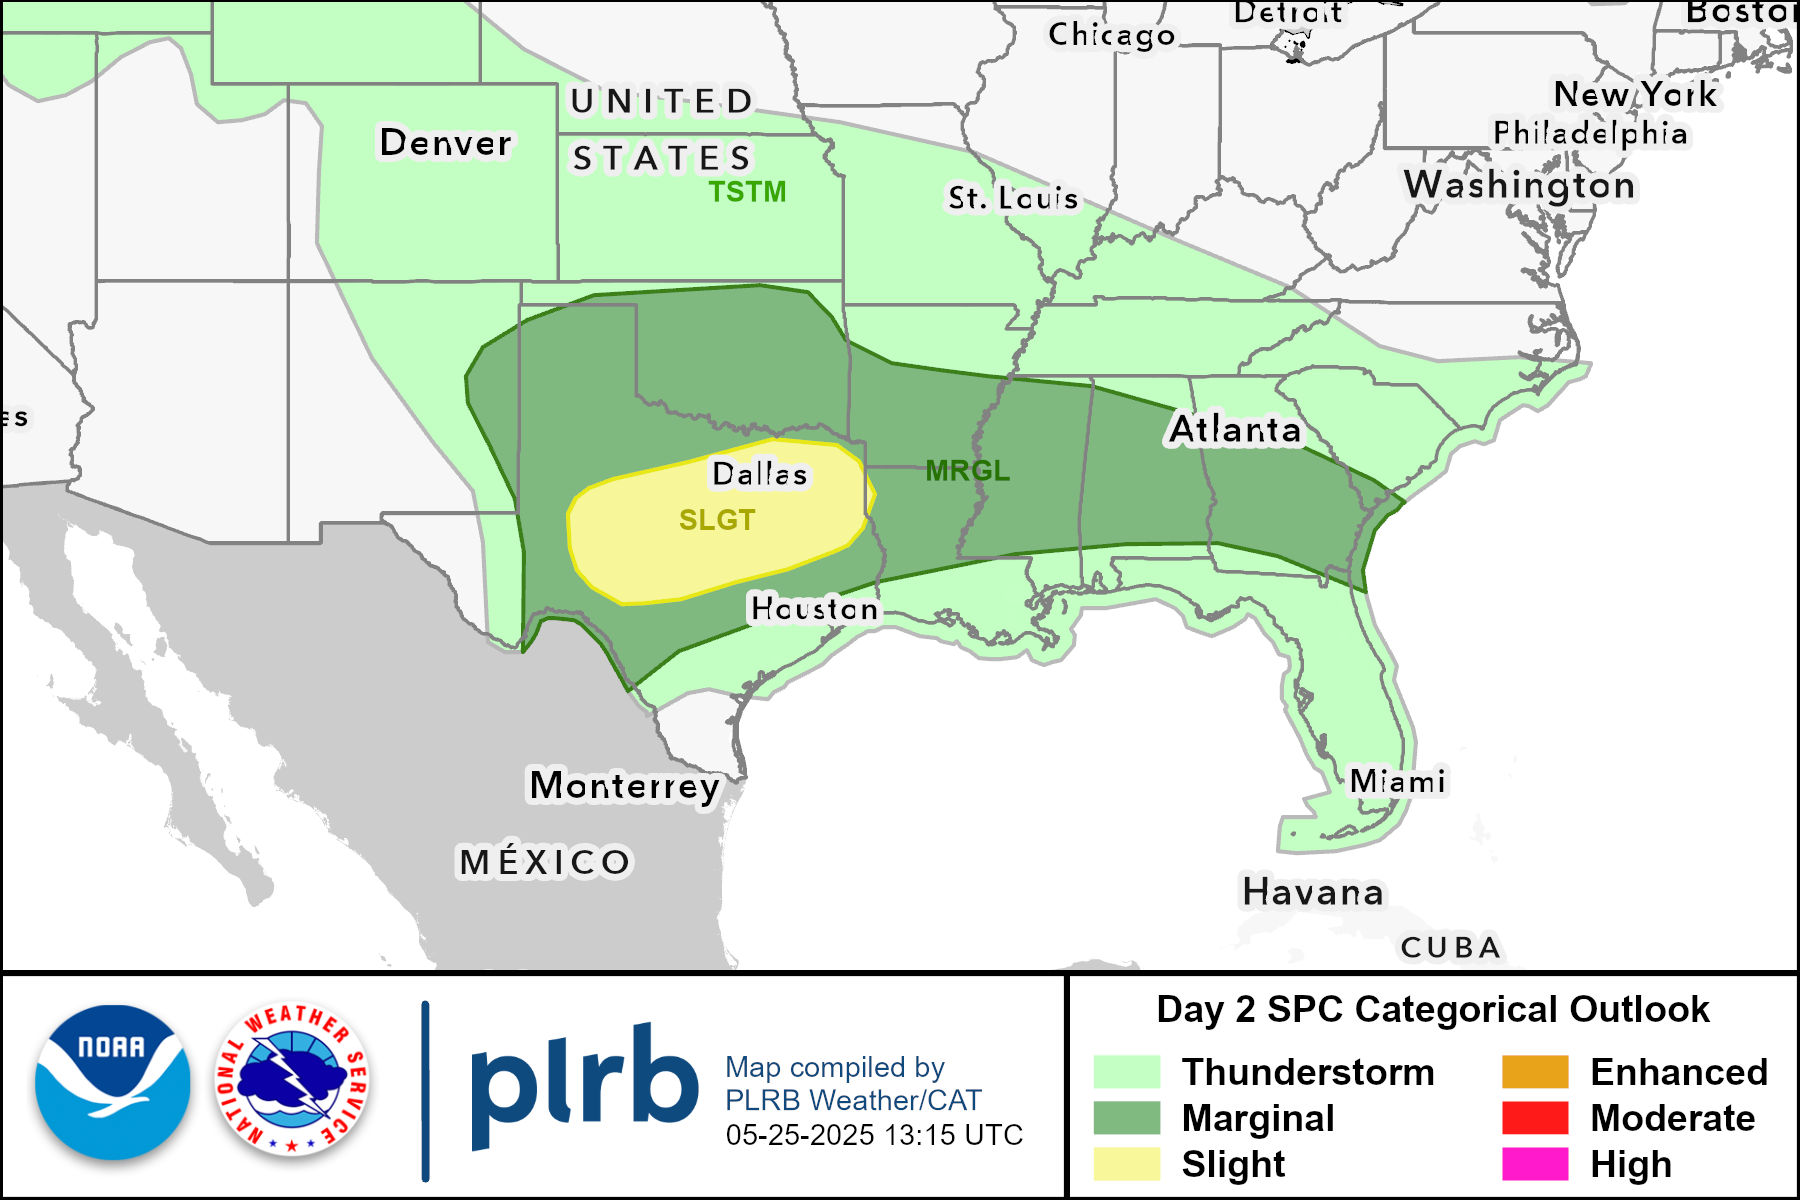 Detroit
Chicago
New York
UNITED
Denver
Philadelphia
STATES
Washington
TSTM
St. Louis
es
Atlanta
MRGL
Dallas
SLGT
Houston
Miami
Monterrey
MÉXICO
Havana
CUBA
Day 2 SPC Categorical Outlook
Thunderstorm
Enhanced
Marginal
Moderate
Slight
High
NOAA
NATIONAL WEATHER SERVICE
plrb
Map compiled by
PLRB Weather/CAT
05-25-2025 13:15 UTC